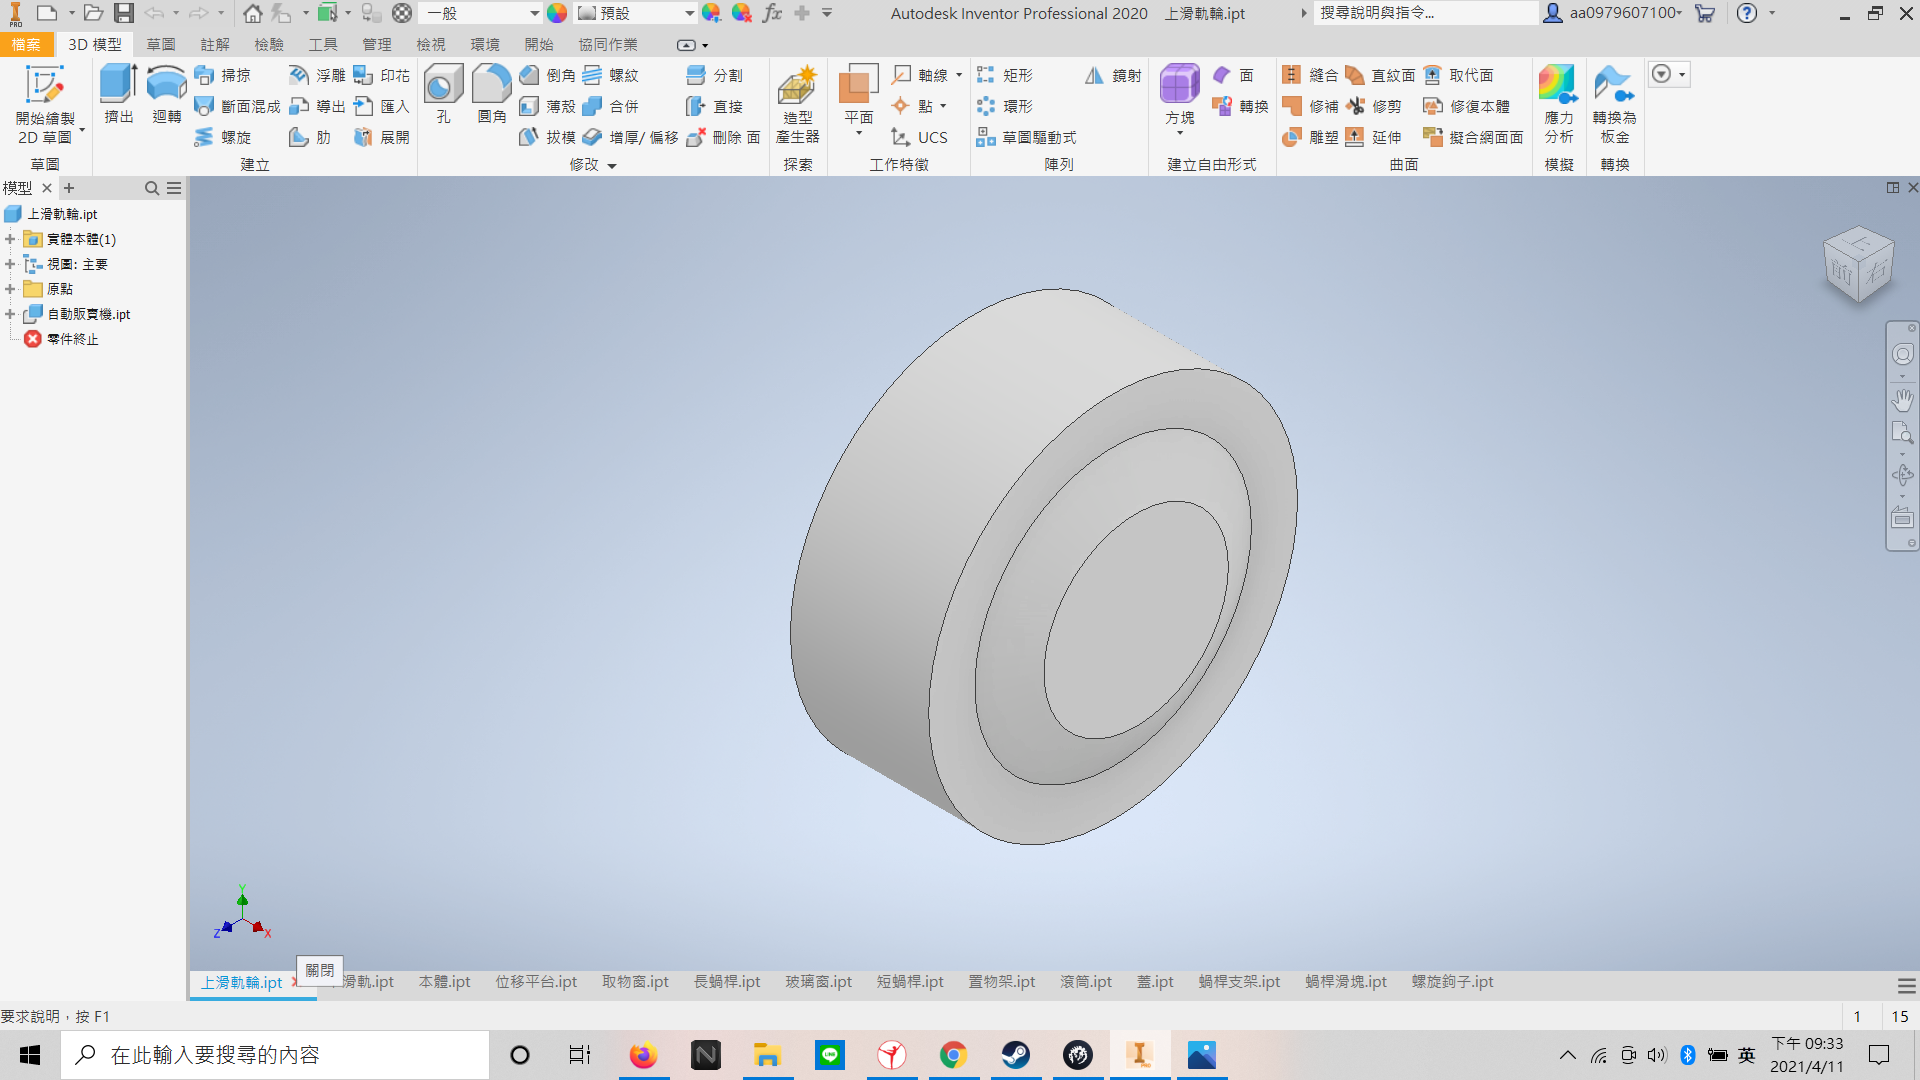 PRO
一般
預設
fx
Autodesk Inventor Professional 2020 上滑軌輪.ipt
搜尋說明與指令...
aa0979607100
檔案 3D 模型 草圖 註解 檢驗 工具 管理 檢視 環境 開始 協同作業
開始繪製
2D 草圖
草圖
擠出 迴轉
掃掠 浮雕 印花
斷面混成 導出 匯入
螺旋 肋 展開
建立
孔 圓角
倒角 螺紋 分割
薄殼 合併 直接
拔模 增厚/ 偏移 刪除 面
修改
造型
產生器
探索
平面
軸線
點
UCS
工作特徵
矩形 鏡射
環形
草圖驅動式
陣列
方塊
面
轉換
建立自由形式
縫合 直紋面 取代面
修補 修剪 修復本體
雕塑 延伸 擬合網面面
曲面
應力
分析
模擬
轉換為
板金
轉換
模型
上滑軌輪.ipt
實體本體(1)
視圖: 主要
原點
自動販賣機.ipt
零件終止
上
前
右
Y
Z
X
關閉
上滑軌輪.ipt 滑軌.ipt 本體.ipt 位移平台.ipt 取物窗.ipt 長蝸桿.ipt 玻璃窗.ipt 短蝸桿.ipt 置物架.ipt 滾筒.ipt 蓋.ipt 蝸桿支架.ipt 蝸桿滑塊.ipt 螺旋鉤子.ipt
要求說明，按 F1
1 15
在此輸入要搜尋的內容
N
LINE
I
PRO
英
下午 09:33
2021/4/11